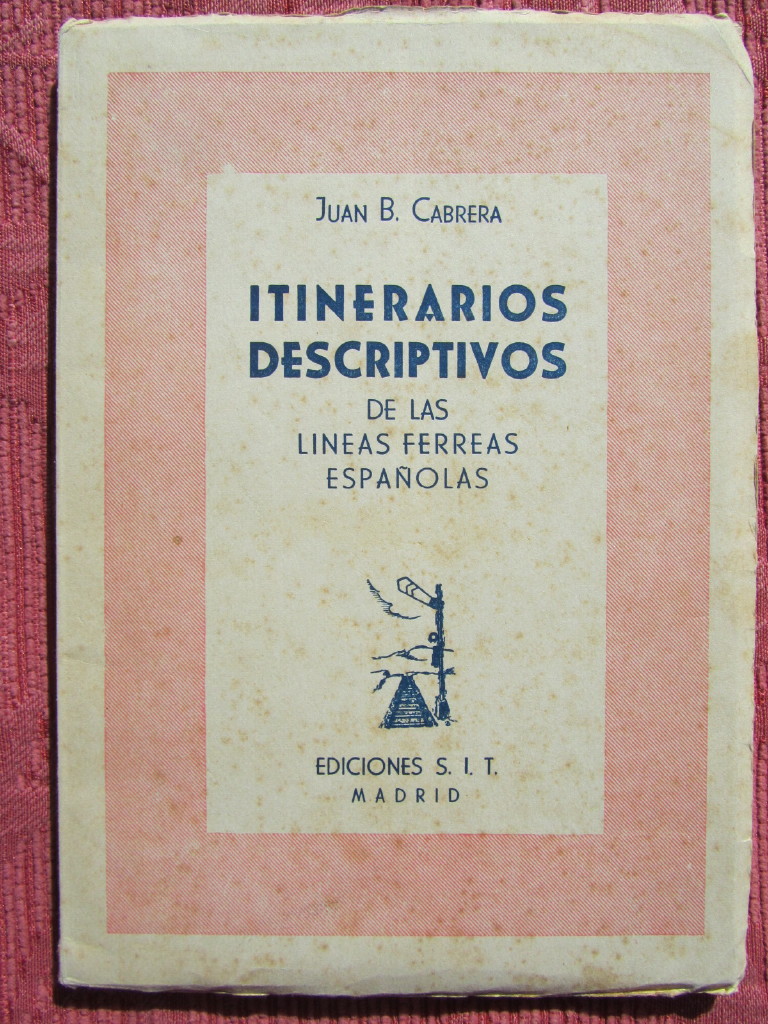 JUAN B. CABRERA
ITINERARIOS
DESCRIPTIVOS
DE LAS
LINEAS FERREAS
ESPAÑOLAS
EDICIONES S. I. T.
MADRID